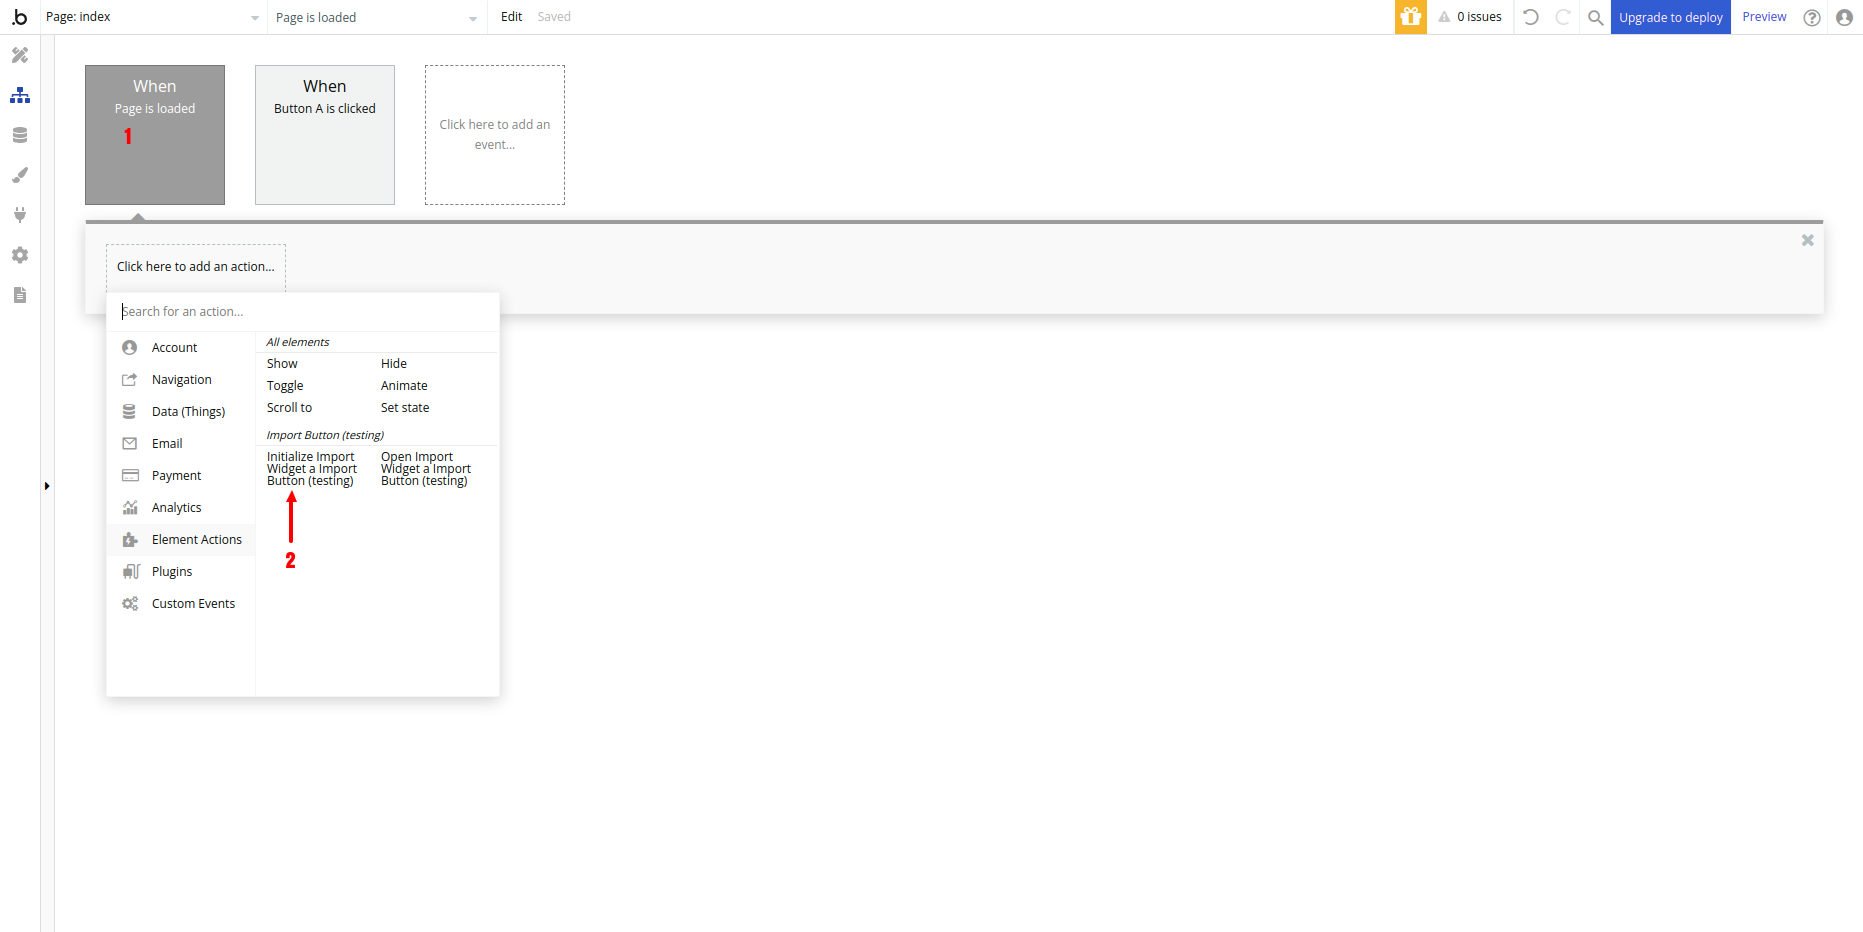 .b
Page: index
Page is loaded
Edit
Saved
0 issues
Upgrade to deploy
Preview
?
When
Page is loaded
1
When
Button A is clicked
Click here to add an
event...
Click here to add an action...
Search for an action...
Account
Navigation
Data (Things)
Email
Payment
Analytics
Element Actions
Plugins
Custom Events
All elements
Show
Hide
Toggle
Animate
Scroll to
Set state
Import Button (testing)
Initialize Import
Widget a Import
Button (testing)
Open Import
Widget a Import
Button (testing)
2